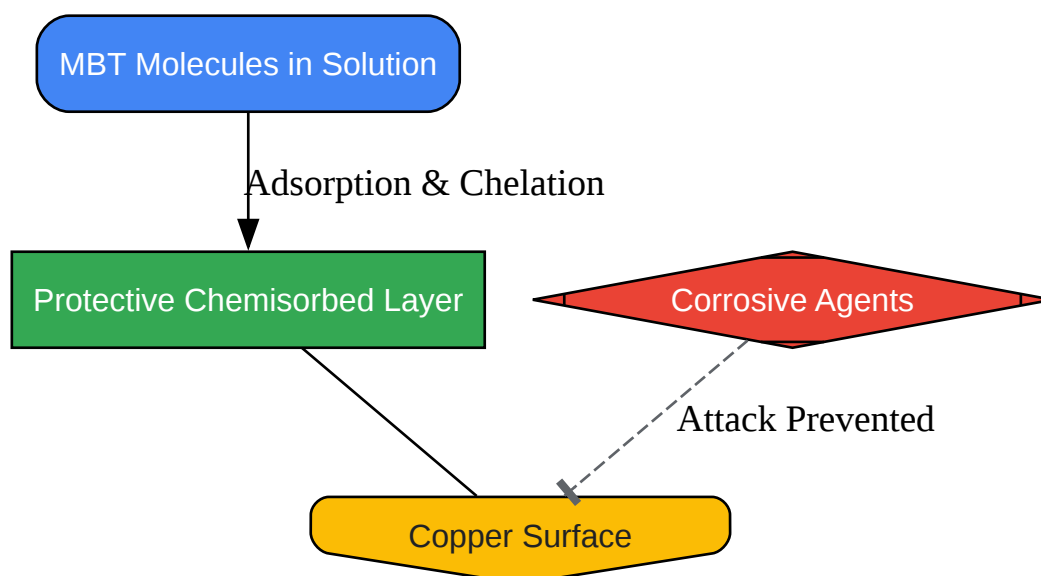 MBT Molecules in Solution
Adsorption & Chelation
Protective Chemisorbed Layer
Corrosive Agents
Attack Prevented
Copper Surface